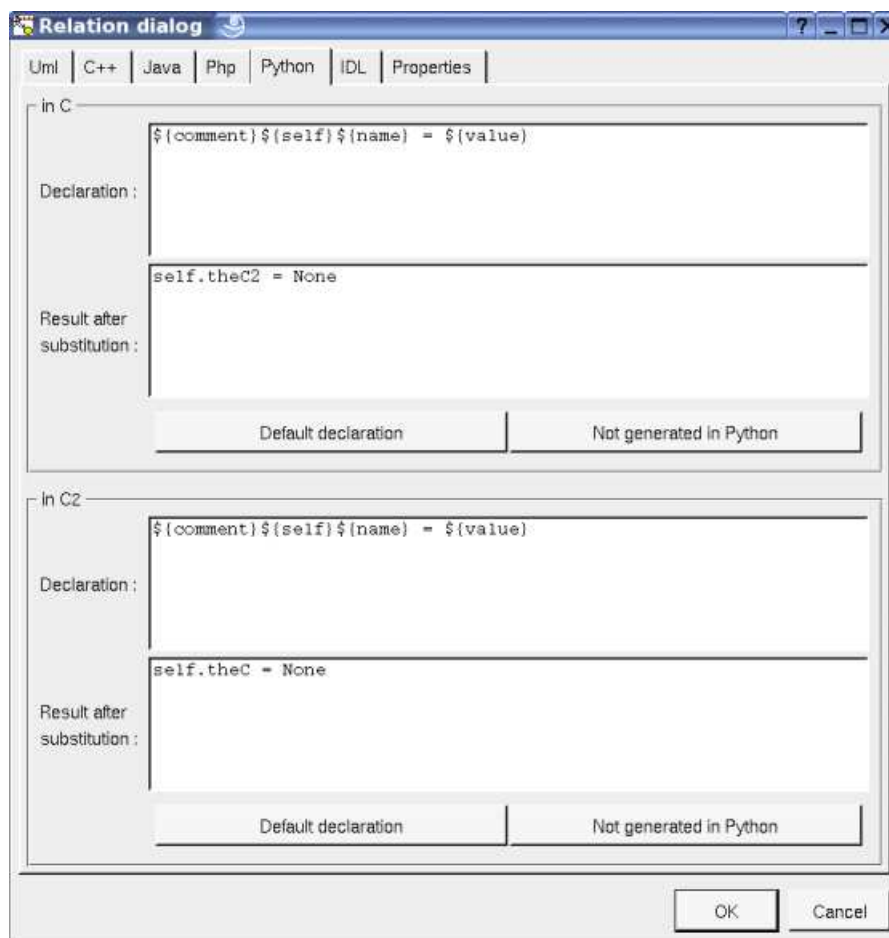 Relation dialog
Uml C++ Java Php Python IDL Properties
in C
Declaration :
${comment}${self}${name} = ${value}
Result after
substitution :
self.theC2 = None
Default declaration Not generated in Python
in C2
Declaration :
${comment}${self}${name} = ${value}
Result after
substitution :
self.theC = None
Default declaration Not generated in Python
OK Cancel